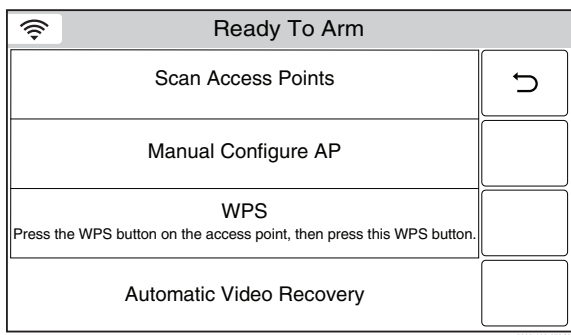 Ready To Arm
Scan Access Points
Manual Configure AP
WPS
Press the WPS button on the access point, then press this WPS button.
Automatic Video Recovery